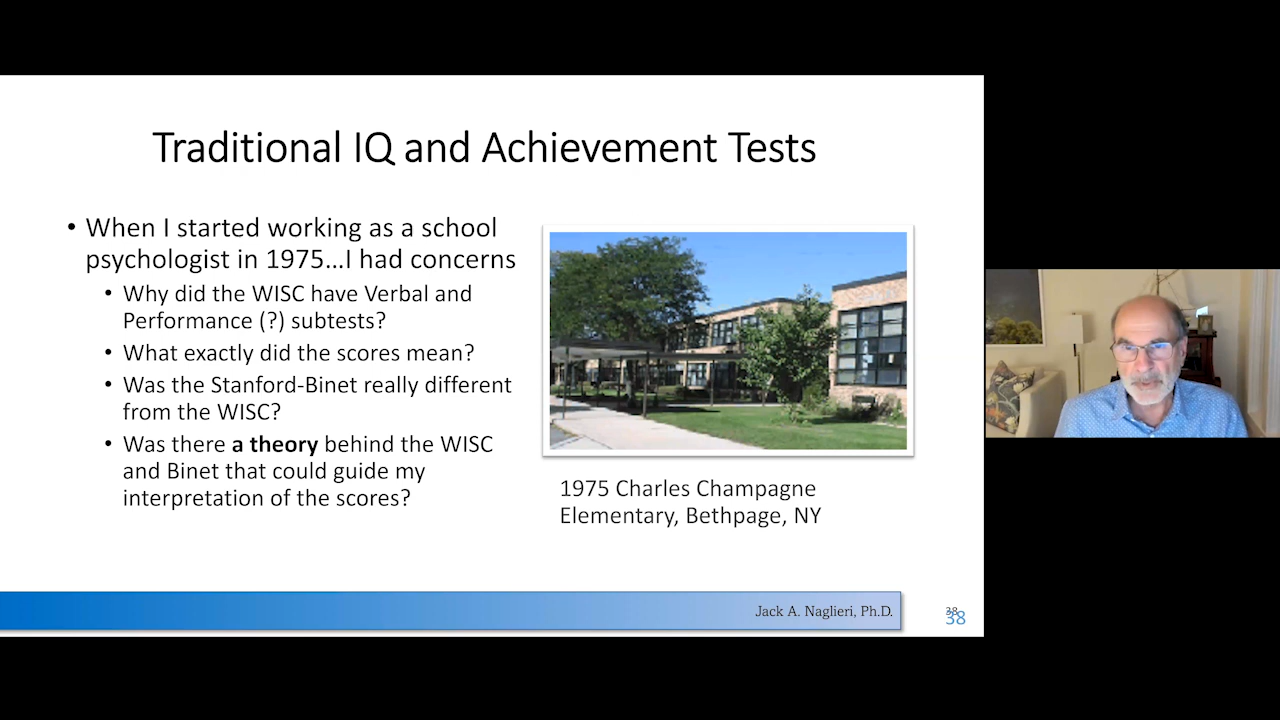 Traditional IQ and Achievement Tests
• When I started working as a school
psychologist in 1975...I had concerns
• Why did the WISC have Verbal and
Performance (?) subtests?
• What exactly did the scores mean?
• Was the Stanford-Binet really different
from the WISC?
• Was there a theory behind the WISC
and Binet that could guide my
interpretation of the scores?
1975 Charles Champagne
Elementary, Bethpage, NY
Jack A. Naglieri, Ph.D.
38
38